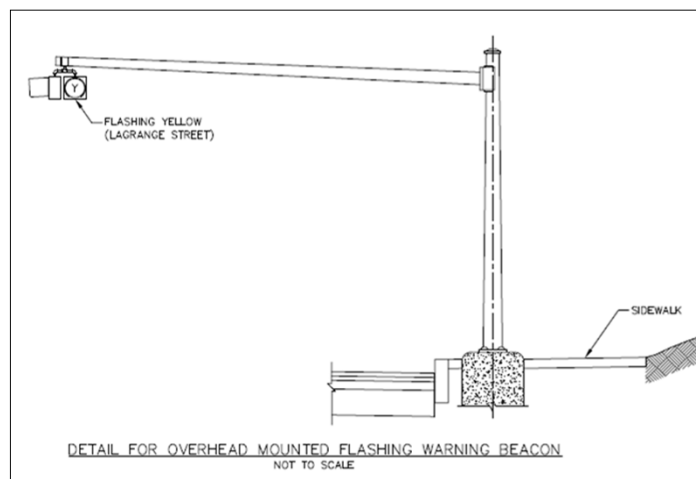 Y
FLASHING YELLOW
(LAGRANGE STREET)
SIDEWALK
DETAIL FOR OVERHEAD MOUNTED FLASHING WARNING BEACON
NOT TO SCALE